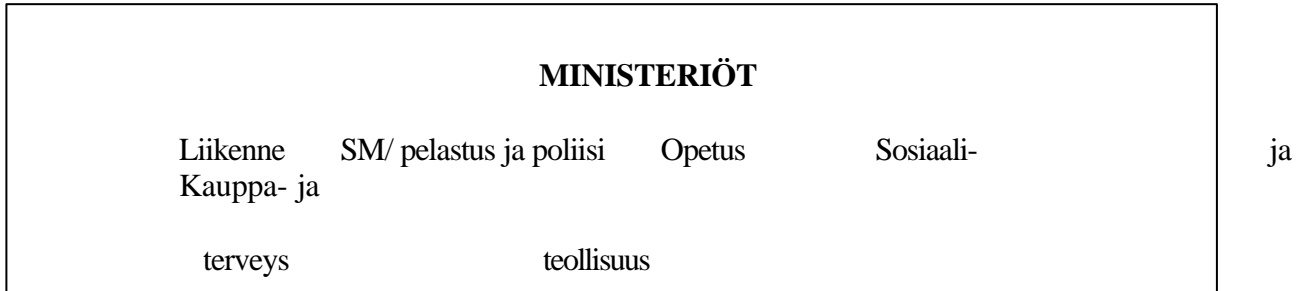 MINISTERIÖT
Liikenne SM/ pelastus ja poliisi Opetus Sosiaali- ja
Kauppa- ja
terveys teollisuus